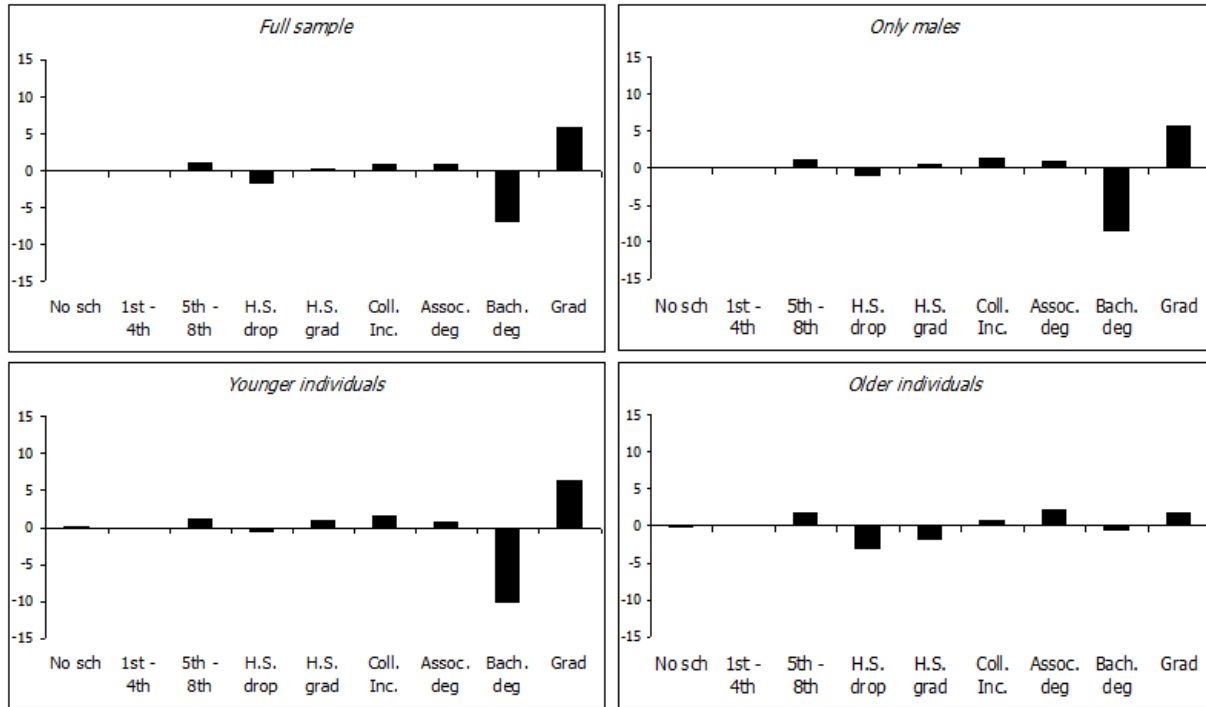 Full sample
15
10
5
0
-5
-10
-15
No sch 1st - 5th - H.S. H.S. Coll. Assoc. Bach. Grad
4th 8th drop grad Inc. deg deg
Only males
15
10
5
0
-5
-10
-15
No sch 1st - 5th - H.S. H.S. Coll. Assoc. Bach. Grad
4th 8th drop grad Inc. deg deg
Younger individuals
15
10
5
0
-5
-10
-15
No sch 1st - 5th - H.S. H.S. Coll. Assoc. Bach. Grad
4th 8th drop grad Inc. deg deg
Older individuals
15
10
5
0
-5
-10
-15
No sch 1st - 5th - H.S. H.S. Coll. Assoc. Bach. Grad
4th 8th drop grad Inc. deg deg